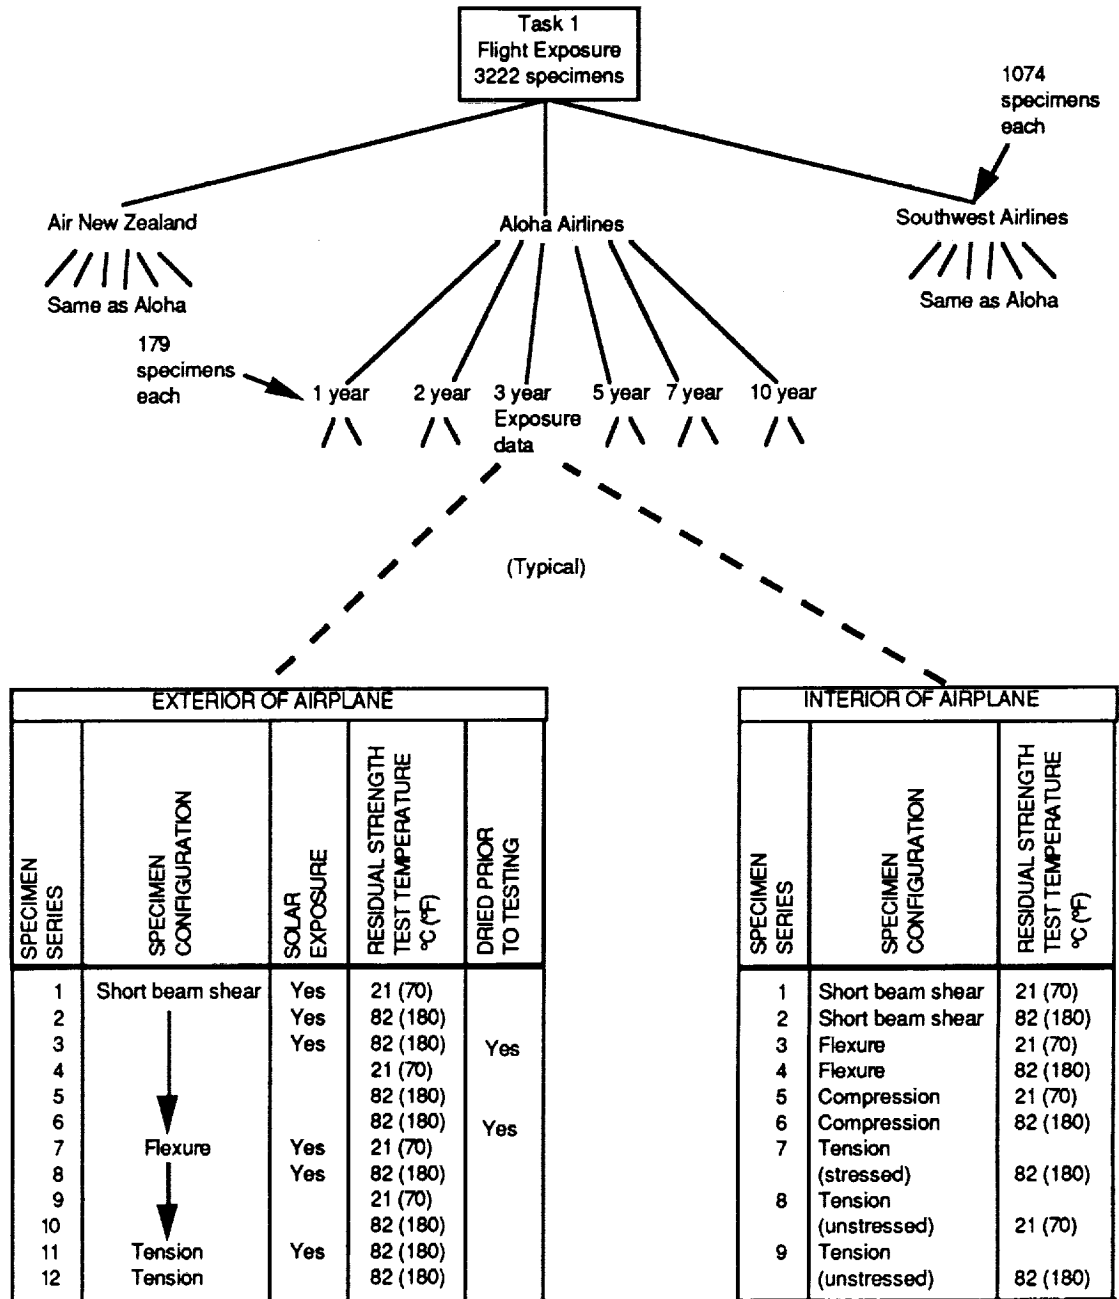 Task 1
Flight Exposure
3222 specimens
1074
specimens
each
Air New Zealand
Aloha Airlines
Southwest Airlines
Same as Aloha
Same as Aloha
179
specimens
each
1 year
2 year
3 year
5 year
7 year
10 year
Exposure
data
(Typical)
EXTERIOR OF AIRPLANE
SPECIMEN
SERIES
SPECIMEN
CONFIGURATION
SOLAR
EXPOSURE
RESIDUAL STRENGTH
TEST TEMPERATURE
°C (°F)
DRIED PRIOR
TO TESTING
1 Short beam shear Yes 21 (70)
2 Yes 82 (180)
3 Yes 82 (180) Yes
4 21 (70)
5 82 (180)
6 82 (180) Yes
7 Flexure Yes 21 (70)
8 Yes 82 (180)
9 21 (70)
10 82 (180)
11 Tension Yes 82 (180)
12 Tension 82 (180)
INTERIOR OF AIRPLANE
SPECIMEN
SERIES
SPECIMEN
CONFIGURATION
RESIDUAL STRENGTH
TEST TEMPERATURE
°C (°F)
1 Short beam shear 21 (70)
2 Short beam shear 82 (180)
3 Flexure 21 (70)
4 Flexure 82 (180)
5 Compression 21 (70)
6 Compression 82 (180)
7 Tension
(stressed) 82 (180)
8 Tension
(unstressed) 21 (70)
9 Tension
(unstressed) 82 (180)